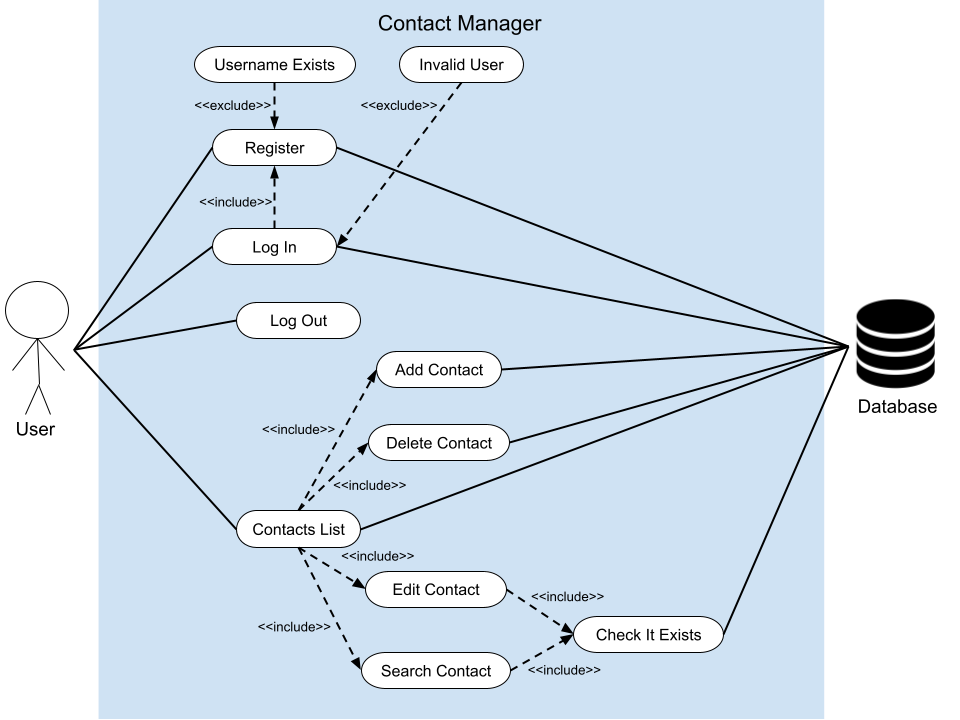 Contact Manager
Username Exists
Invalid User
<<exclude>>
<<exclude>>
Register
<<include>>
Log In
Log Out
Add Contact
Database
User
<<include>>
Delete Contact
<<include>>
Contacts List
<<include>>
Edit Contact
<<include>>
<<include>>
Check It Exists
Search Contact
<<include>>